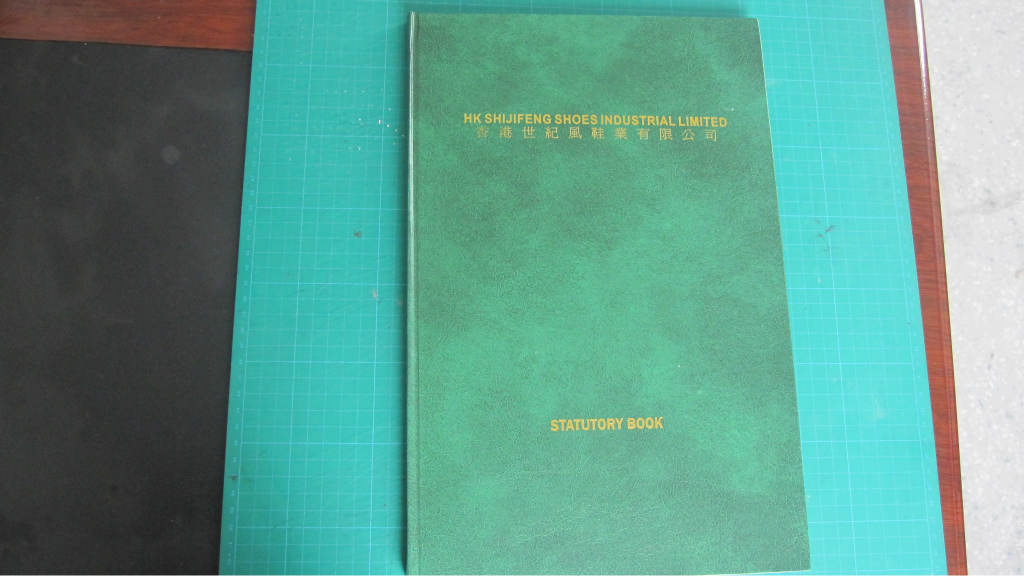 HK SHIJIFENG SHOES INDUSTRIAL LIMITED
香港世紀風鞋業有限公司
STATUTORY BOOK